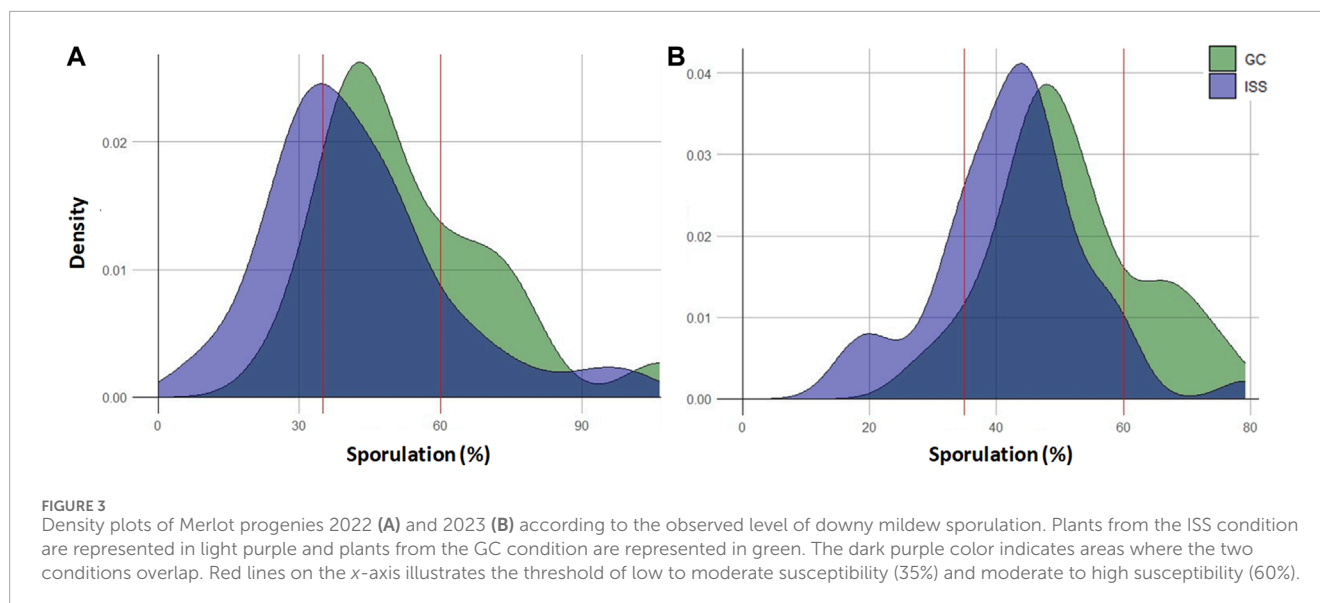 A
B
GC
ISS
0.02
0.01
0.00
Density
0
30
60
90
Sporulation (%)
0.04
0.03
0.02
0.01
0.00
0
20
40
60
80
Sporulation (%)
FIGURE 3
Density plots of Merlot progenies 2022 (A) and 2023 (B) according to the observed level of downy mildew sporulation. Plants from the ISS condition
are represented in light purple and plants from the GC condition are represented in green. The dark purple color indicates areas where the two
conditions overlap. Red lines on the x-axis illustrates the threshold of low to moderate susceptibility (35%) and moderate to high susceptibility (60%).